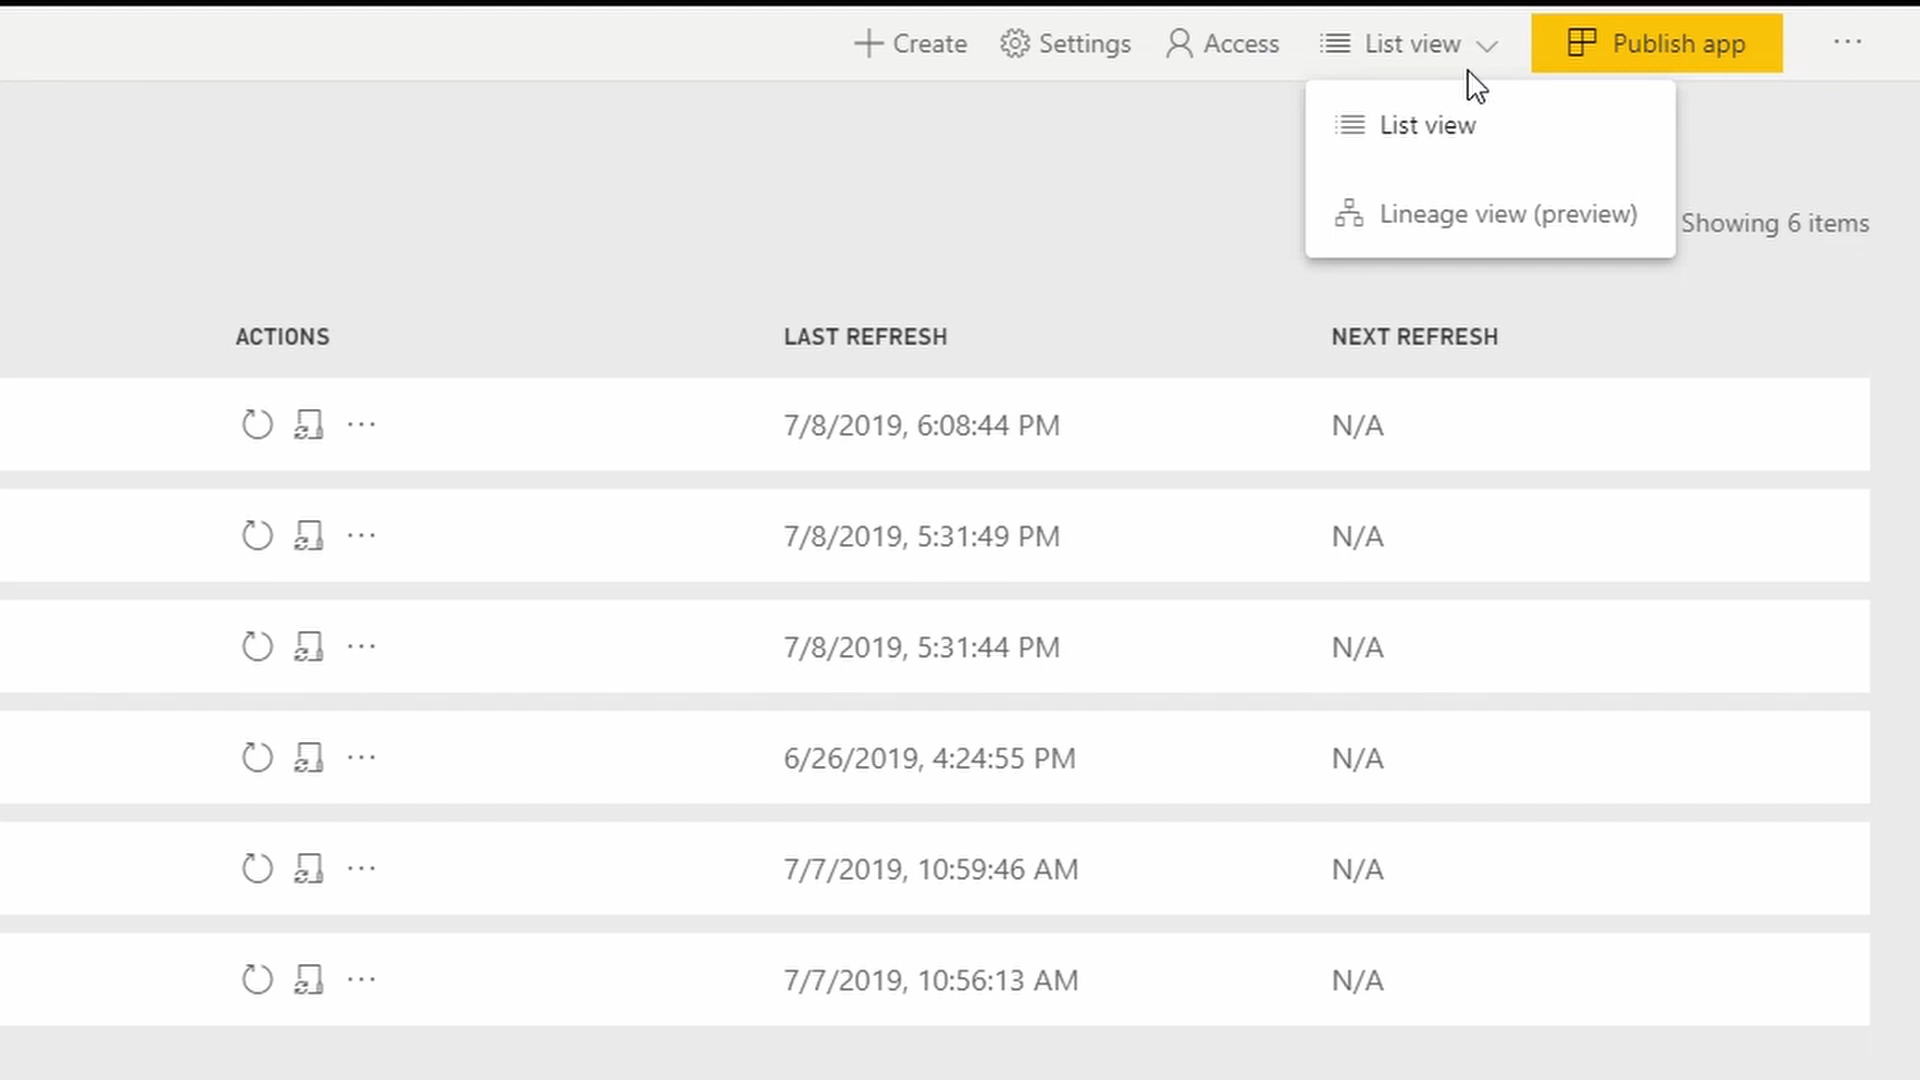 Create Settings Access List view Publish app ...
List view
Lineage view (preview)
Showing 6 items
ACTIONS LAST REFRESH NEXT REFRESH
... 7/8/2019, 6:08:44 PM N/A
... 7/8/2019, 5:31:49 PM N/A
... 7/8/2019, 5:31:44 PM N/A
... 6/26/2019, 4:24:55 PM N/A
... 7/7/2019, 10:59:46 AM N/A
... 7/7/2019, 10:56:13 AM N/A